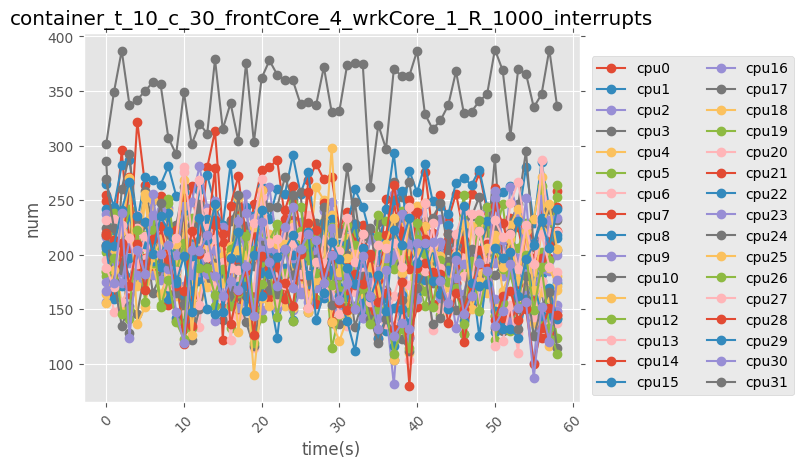 container_t_10_c_30_frontCore_4_wrkCore_1_R_1000_interrupts
400
350
300
250
200
150
100
num
0
10
20
30
40
50
60
time(s)
cpu0
cpu1
cpu2
cpu3
cpu4
cpu5
cpu6
cpu7
cpu8
cpu9
cpu10
cpu11
cpu12
cpu13
cpu14
cpu15
cpu16
cpu17
cpu18
cpu19
cpu20
cpu21
cpu22
cpu23
cpu24
cpu25
cpu26
cpu27
cpu28
cpu29
cpu30
cpu31